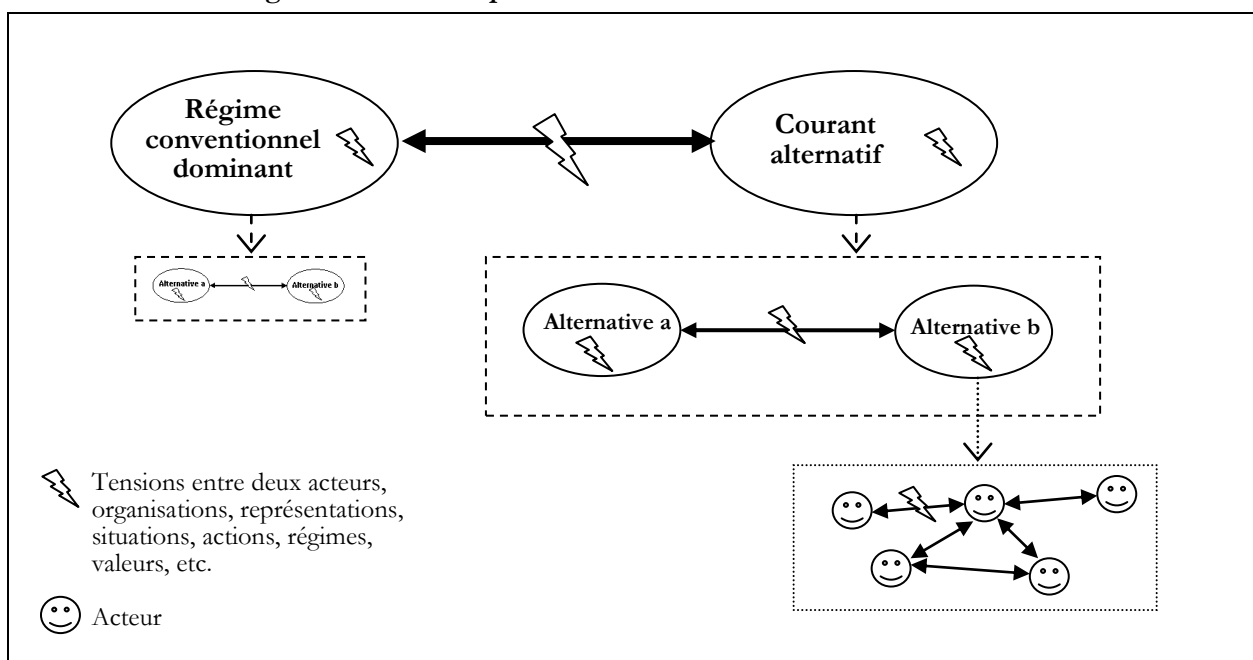 Régime
conventionnel
dominant
Courant
alternatif
Alternative a
Alternative b
Alternative a
Alternative b
Tensions entre deux acteurs,
organisations, représentations,
situations, actions, régimes,
valeurs, etc.
Acteur